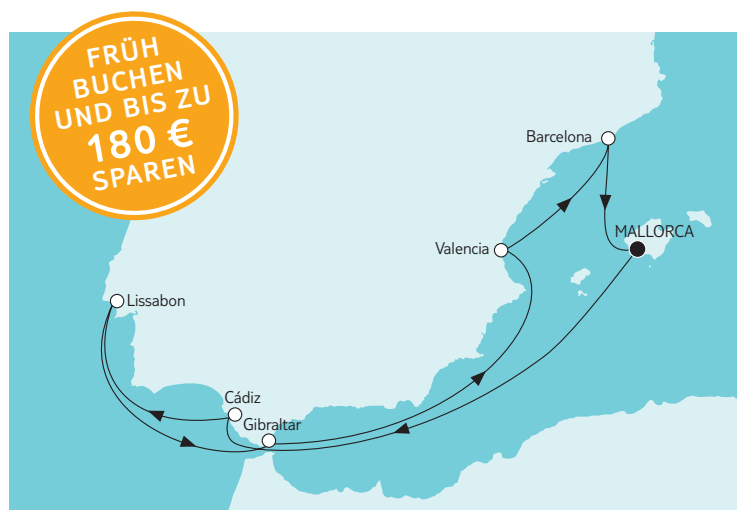 FRÜH
BUCHEN
UND BIS ZU
180 €
SPAREN
Barcelona
MALLORCA
Valencia
Lissabon
Cádiz
Gibraltar